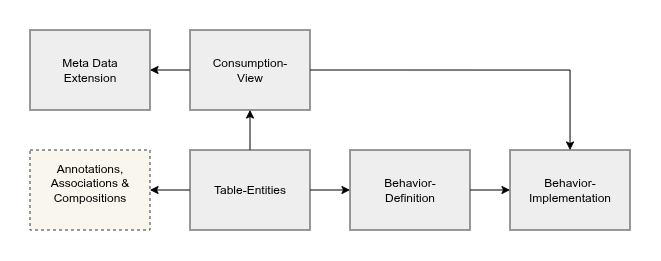 Meta Data
Extension
Consumption-
View
Annotations,
Associations &
Compositions
Table-Entities
Behavior-
Definition
Behavior-
Implementation